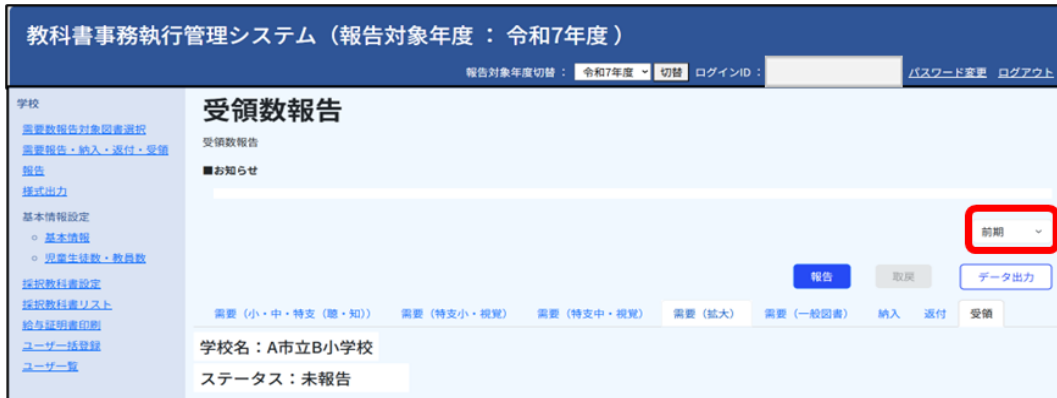 教科書事務執行管理システム（報告対象年度 ： 令和7年度 ）
報告対象年度切替 ： 令和7年度 切替 ログインID ： パスワード変更 ログアウト
学校
需要数報告対象図書選択
需要報告・納入・返付・受領
報告
様式出力
基本情報設定
基本情報
児童生徒数・教員数
採択教科書設定
採択教科書リスト
給与証明書印刷
ユーザー括登録
ユーザ一覧
受領数報告
受領数報告
■お知らせ
前期
報告 取戻 データ出力
需要（小・中・特支（聴・知）） 需要（特支小・視覚） 需要（特支中・視覚） 需要（拡大） 需要（一般図書） 納入 返付 受領
学校名：A市立B小学校
ステータス：未報告